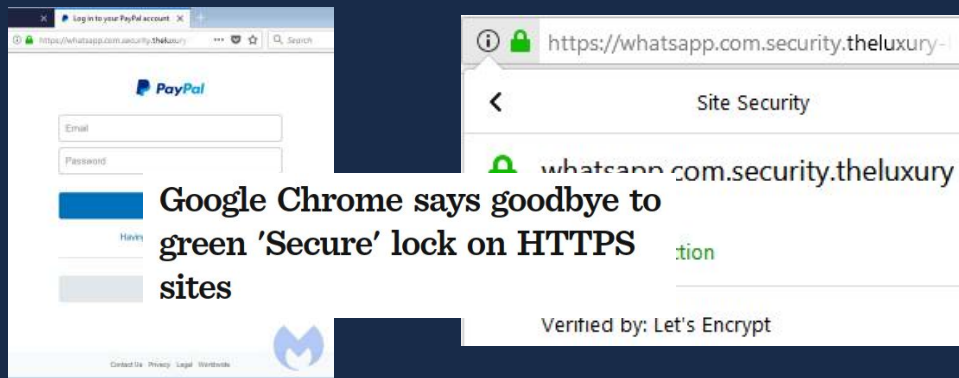 Log in to your PayPal account
https://whatsapp.com.security.theluxury
Search
PayPal
Email
Password
Having
Contact Us Privacy Legal Worldwide
https://whatsapp.com.security.theluxury-
Site Security
whatsapp.com.security.theluxury
Google Chrome says goodbye to
green 'Secure' lock on HTTPS
sites
Verified by: Let's Encrypt